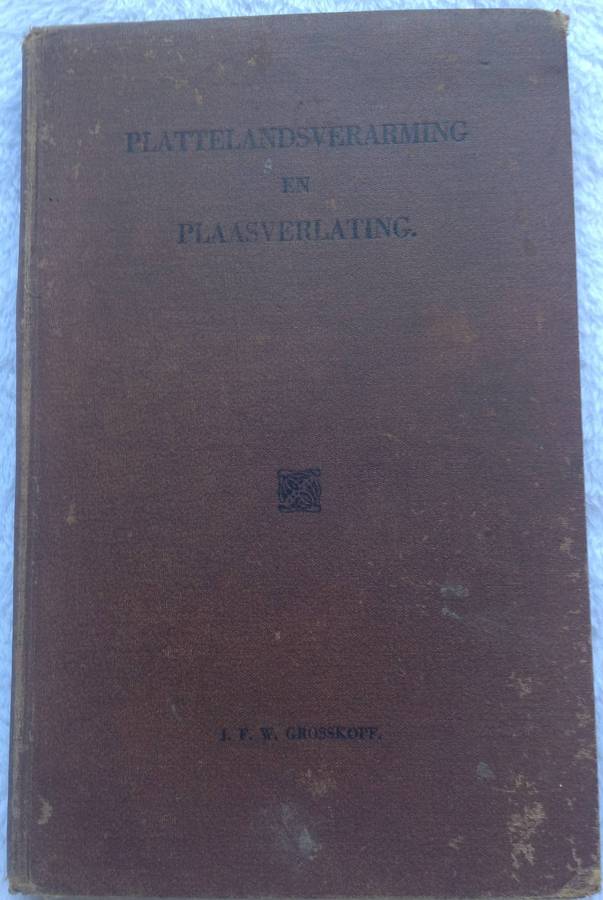 PLATTELANDSVERARMING
EN
PLAASVERLATING.
J. F. W. GROSSKOPF.